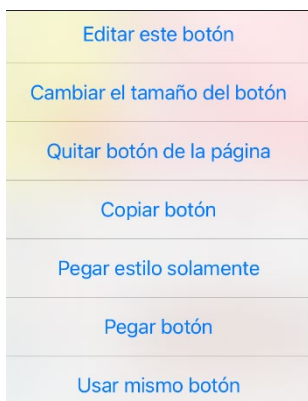 Editar este botón
Cambiar el tamaño del botón
Quitar botón de la página
Copiar botón
Pegar estilo solamente
Pegar botón
Usar mismo botón